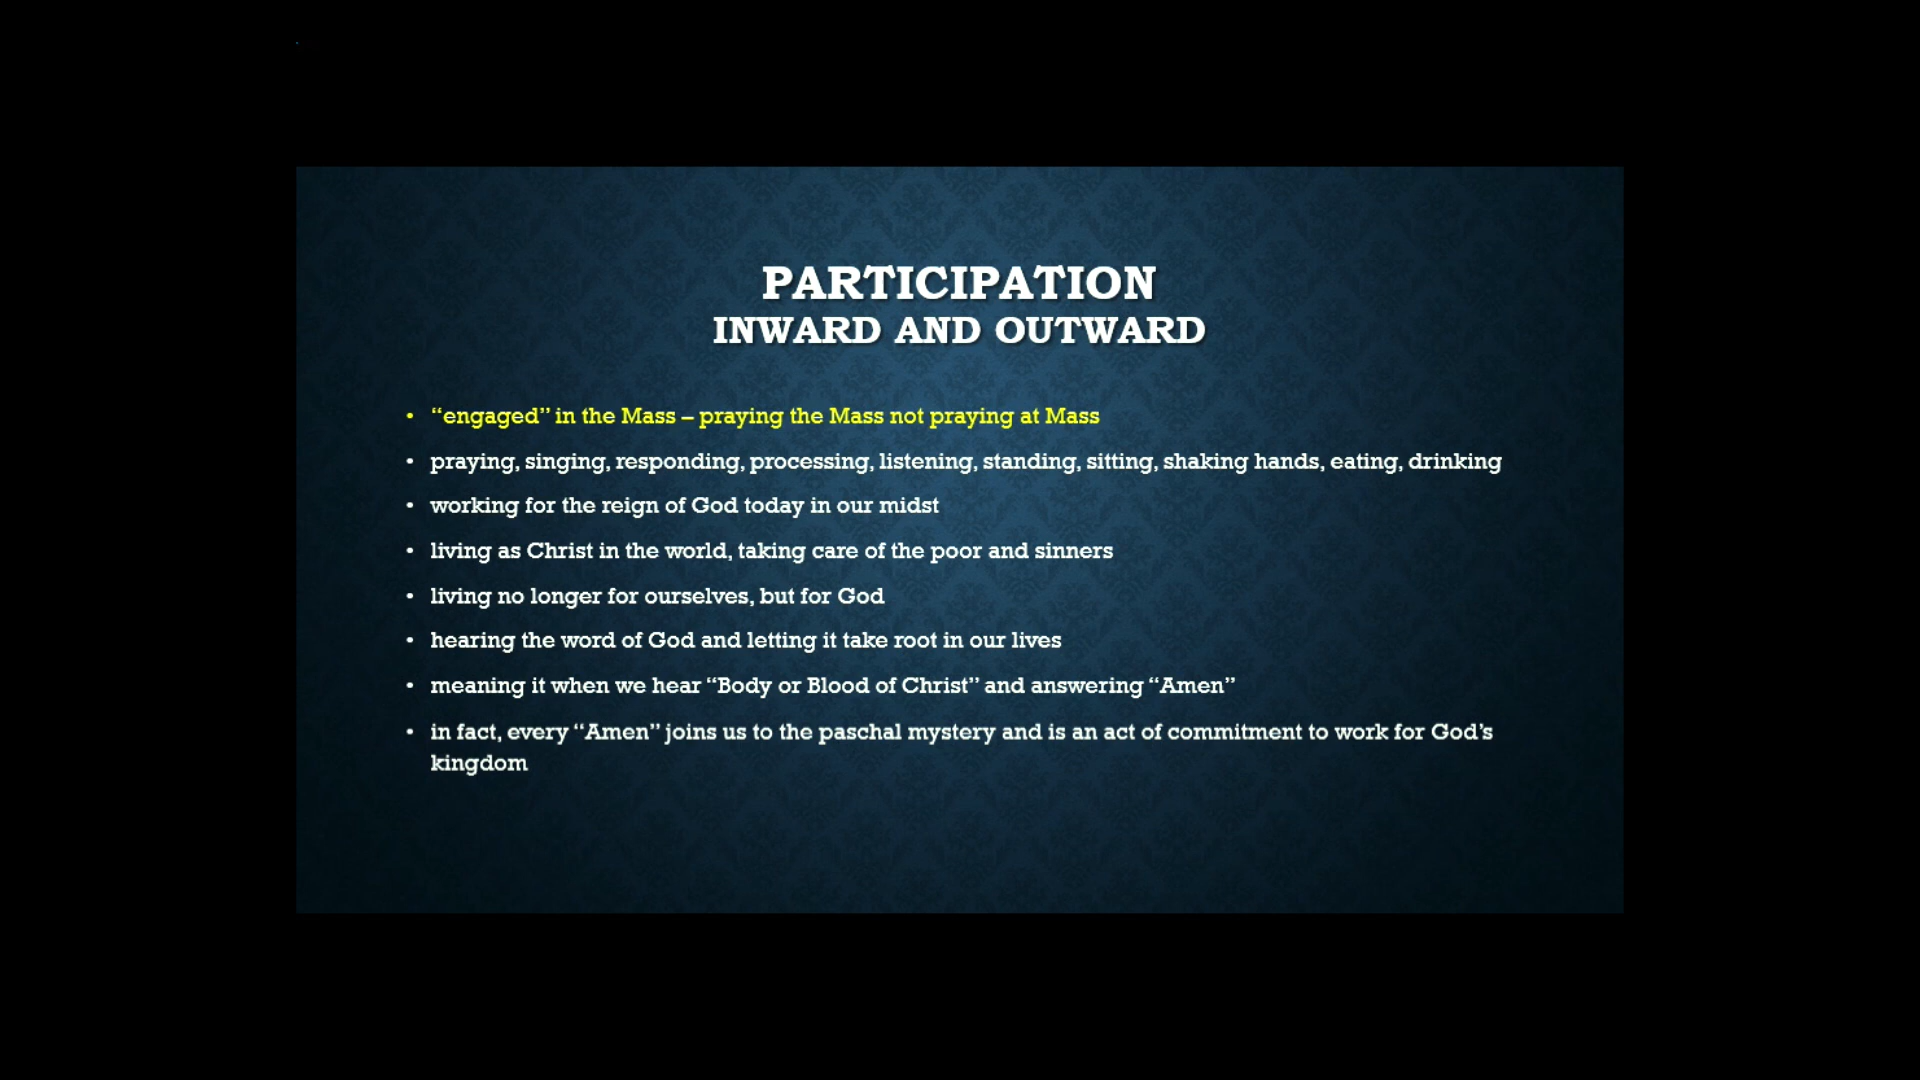 PARTICIPATION
INWARD AND OUTWARD
• “engaged” in the Mass – praying the Mass not praying at Mass
• praying, singing, responding, processing, listening, standing, sitting, shaking hands, eating, drinking
• working for the reign of God today in our midst
• living as Christ in the world, taking care of the poor and sinners
• living no longer for ourselves, but for God
• hearing the word of God and letting it take root in our lives
• meaning it when we hear “Body or Blood of Christ” and answering “Amen”
• in fact, every “Amen” joins us to the paschal mystery and is an act of commitment to work for God’s
kingdom